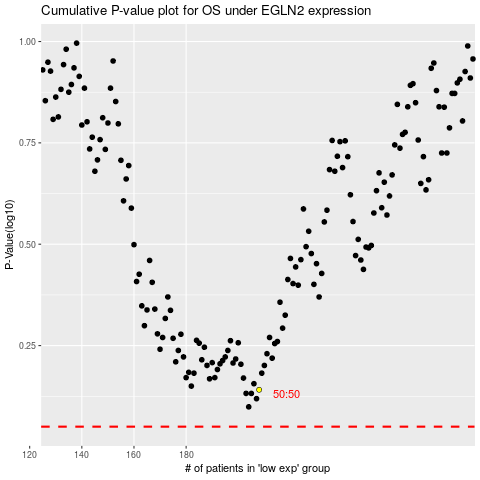 Cumulative P-value plot for OS under EGLN2 expression
P-Value(log10)
1.00
0.75
0.50
0.25
50:50
120 140 160 180
# of patients in 'low exp' group